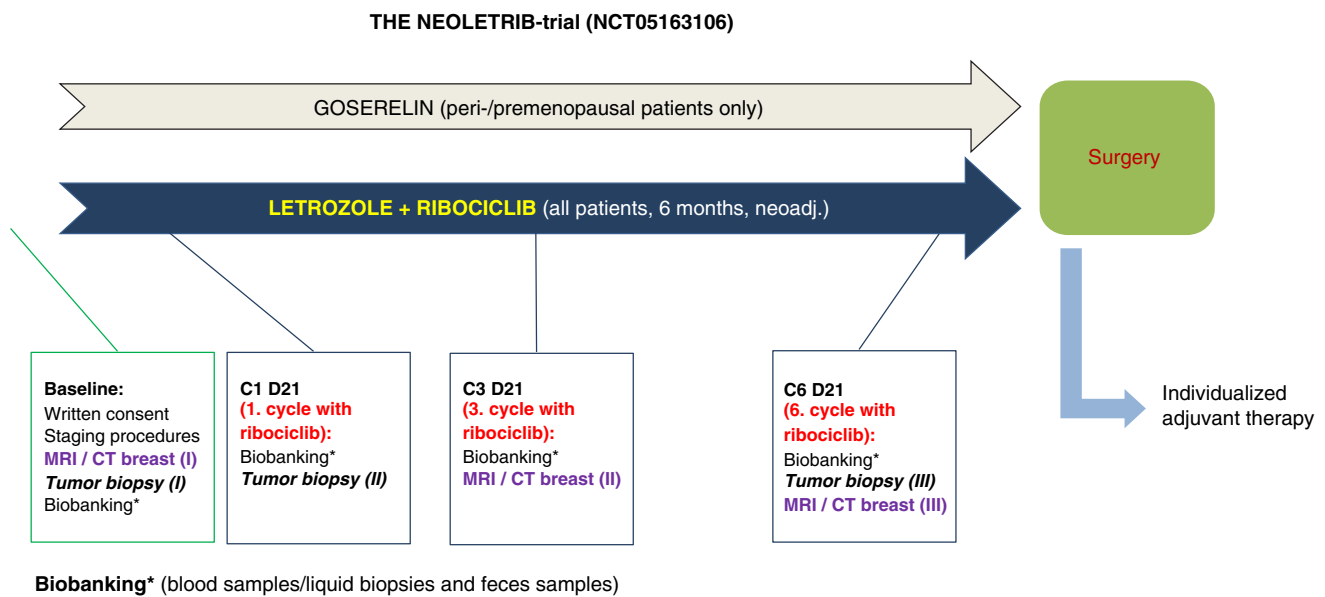 THE NEOLETRIB-trial (NCT05163106)
GOSERELIN (peri-/premenopausal patients only)
LETROZOLE + RIBOCICLIB (all patients, 6 months, neoadj.)
Surgery
Baseline:
Written consent
Staging procedures
MRI / CT breast (I)
Tumor biopsy (I)
Biobanking*
C1 D21
(1. cycle with
ribociclib):
Biobanking*
Tumor biopsy (II)
C3 D21
(3. cycle with
ribociclib):
Biobanking*
MRI / CT breast (II)
C6 D21
(6. cycle with
ribociclib):
Biobanking*
Tumor biopsy (III)
MRI / CT breast (III)
Individualized
adjuvant therapy
Biobanking* (blood samples/liquid biopsies and feces samples)